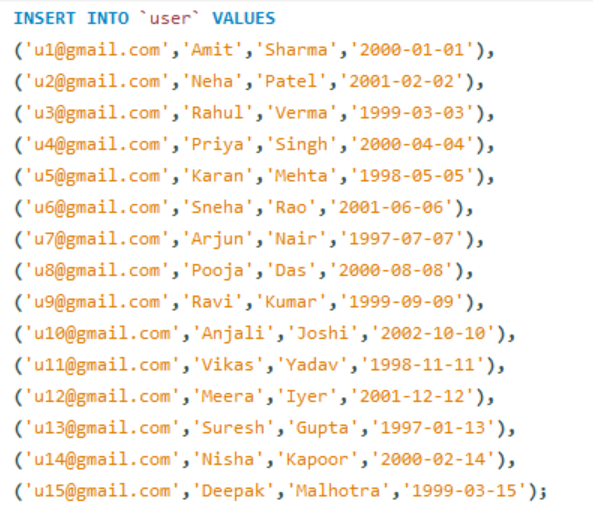 INSERT INTO `user` VALUES
('u1@gmail.com','Amit','Sharma','2000-01-01'),
('u2@gmail.com','Neha','Patel','2001-02-02'),
('u3@gmail.com','Rahul','Verma','1999-03-03'),
('u4@gmail.com','Priya','Singh','2000-04-04'),
('u5@gmail.com','Karan','Mehta','1998-05-05'),
('u6@gmail.com','Sneha','Rao','2001-06-06'),
('u7@gmail.com','Arjun','Nair','1997-07-07'),
('u8@gmail.com','Pooja','Das','2000-08-08'),
('u9@gmail.com','Ravi','Kumar','1999-09-09'),
('u10@gmail.com','Anjali','Joshi','2002-10-10'),
('u11@gmail.com','Vikas','Yadav','1998-11-11'),
('u12@gmail.com','Meera','Iyer','2001-12-12'),
('u13@gmail.com','Suresh','Gupta','1997-01-13'),
('u14@gmail.com','Nisha','Kapoor','2000-02-14'),
('u15@gmail.com','Deepak','Malhotra','1999-03-15');